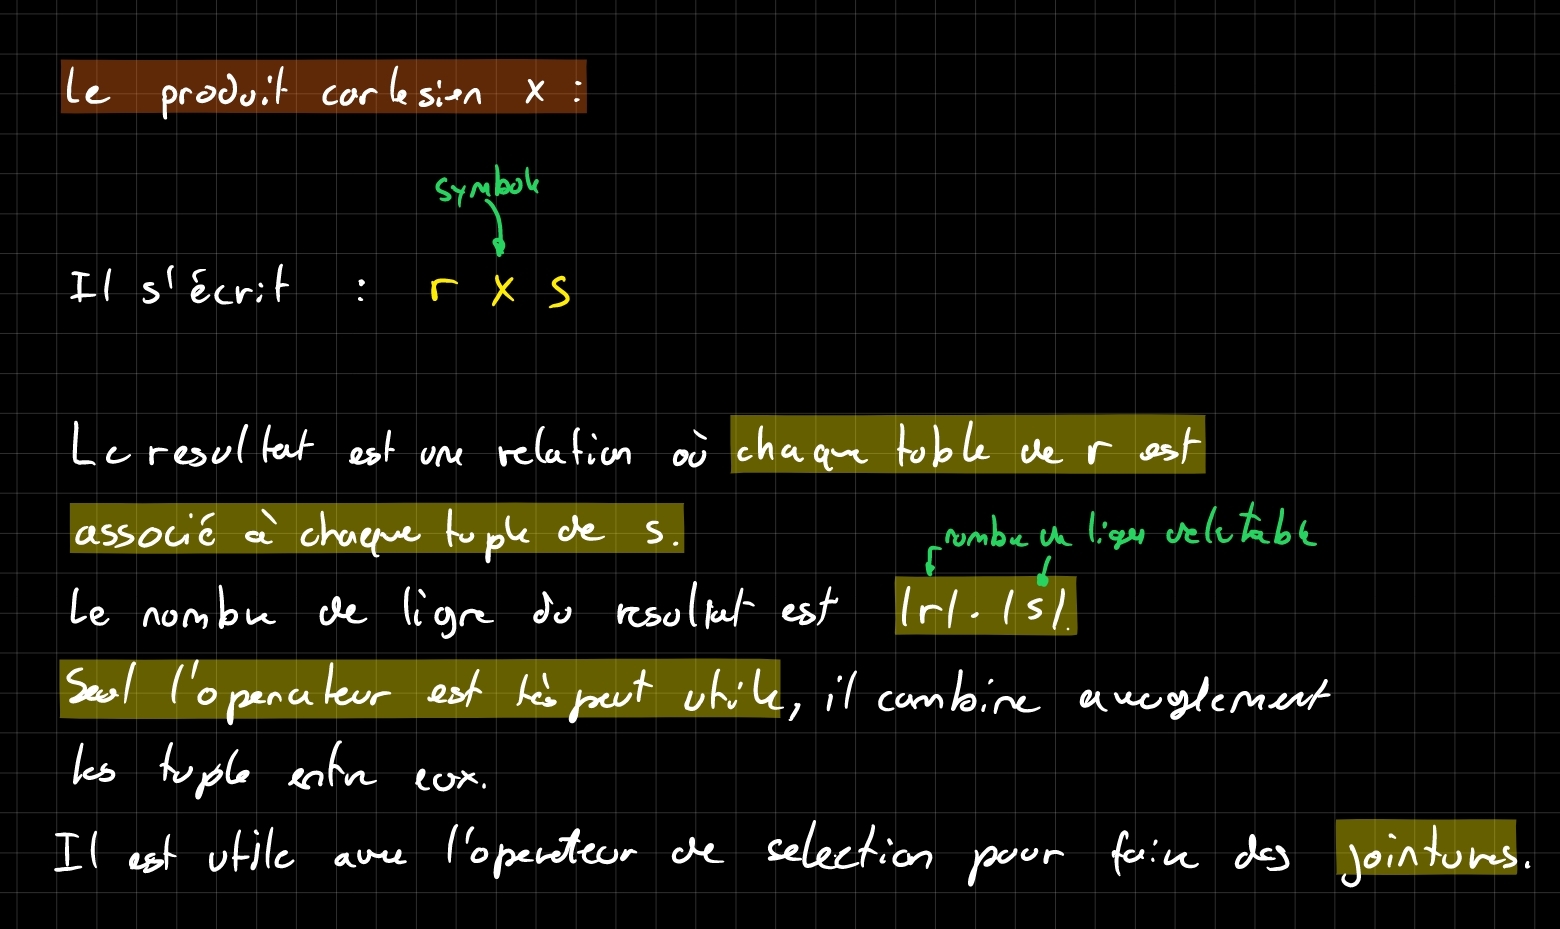 Le produit cartesien x :
symbole
Il s'écrit : r x s
Le resultat est une relation où chaque table de r est
associé à chaque tuple de s.
nombre de ligne de la table
Le nombre de ligne du resultat est |r| . |s|.
Seul l'operateur est très peut utile, il combine aveuglement
les tuple entre eux.
Il est utile avec l'operateur de selection pour faire des jointures.